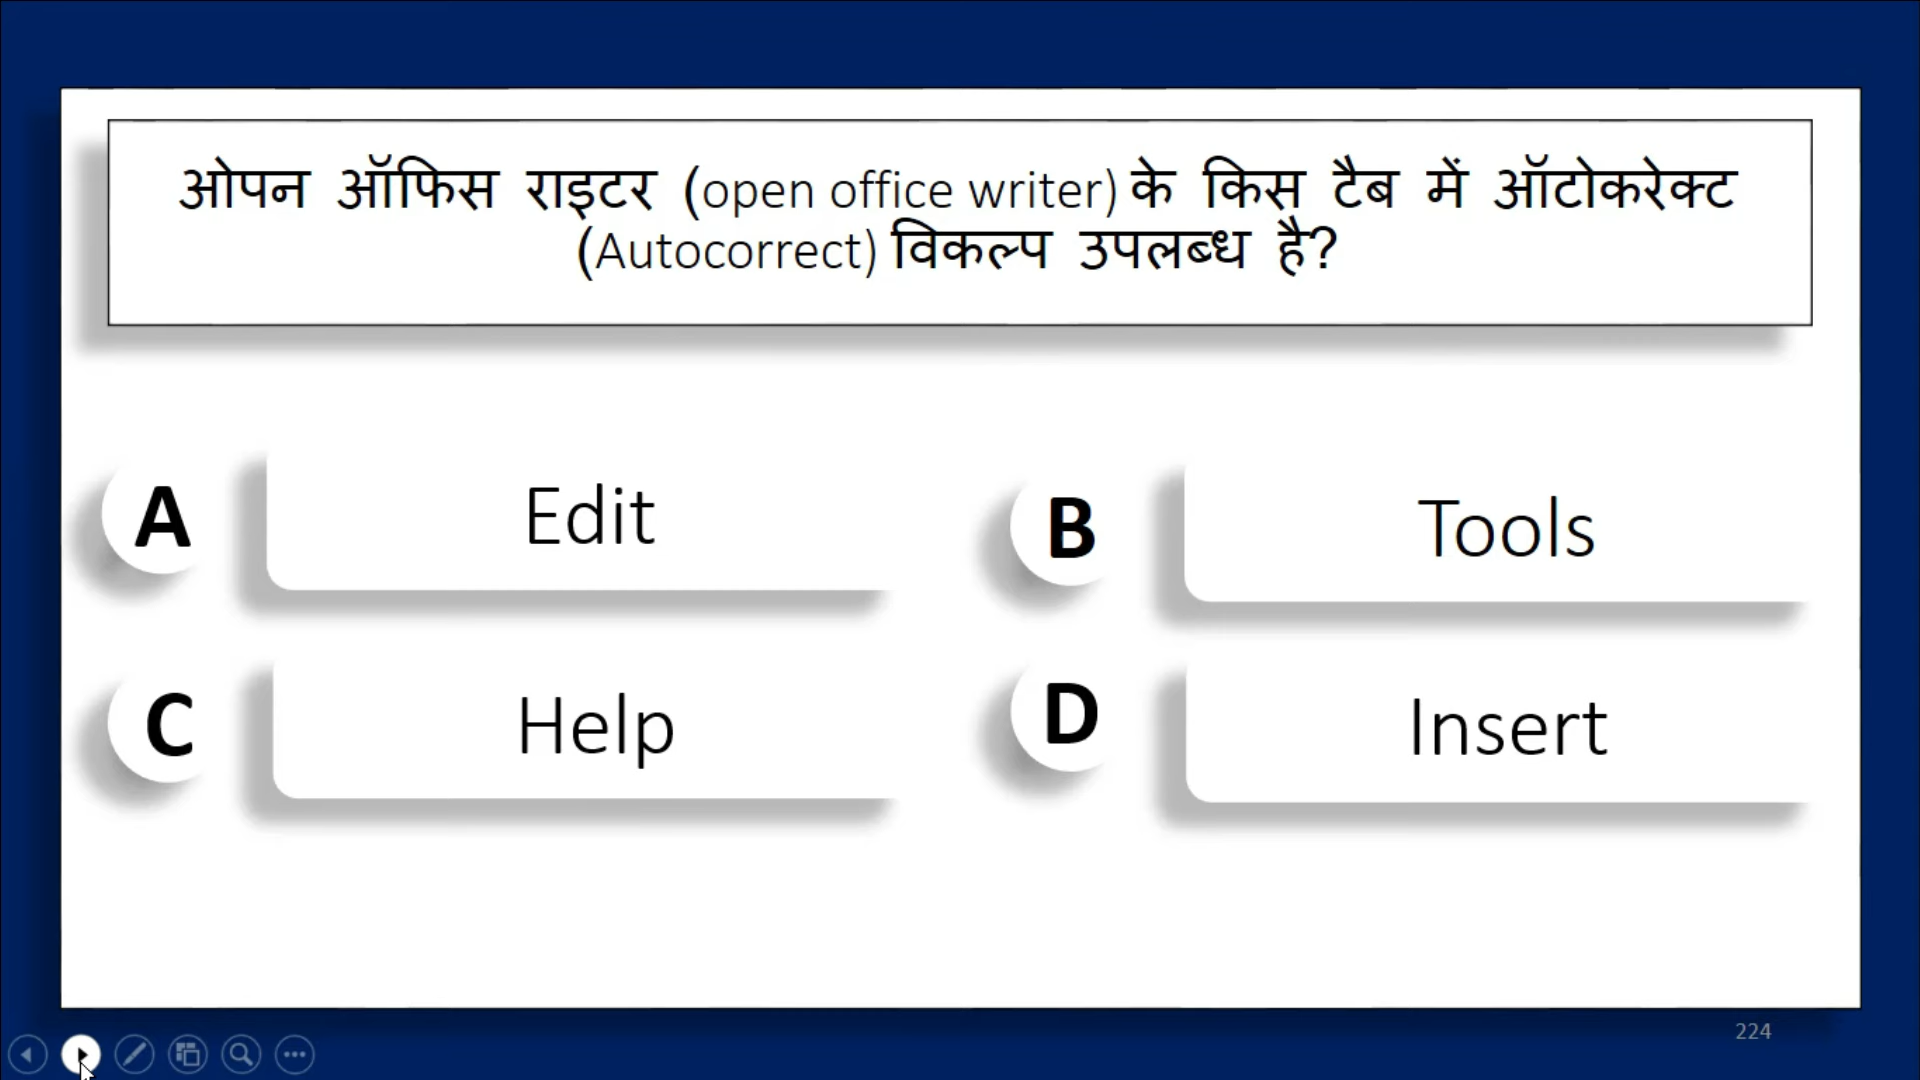 ओपन ऑफिस राइटर (open office writer) के किस टैब में ऑटोकरेक्ट
(Autocorrect) विकल्प उपलब्ध है?
A Edit
B Tools
C Help
D Insert
224